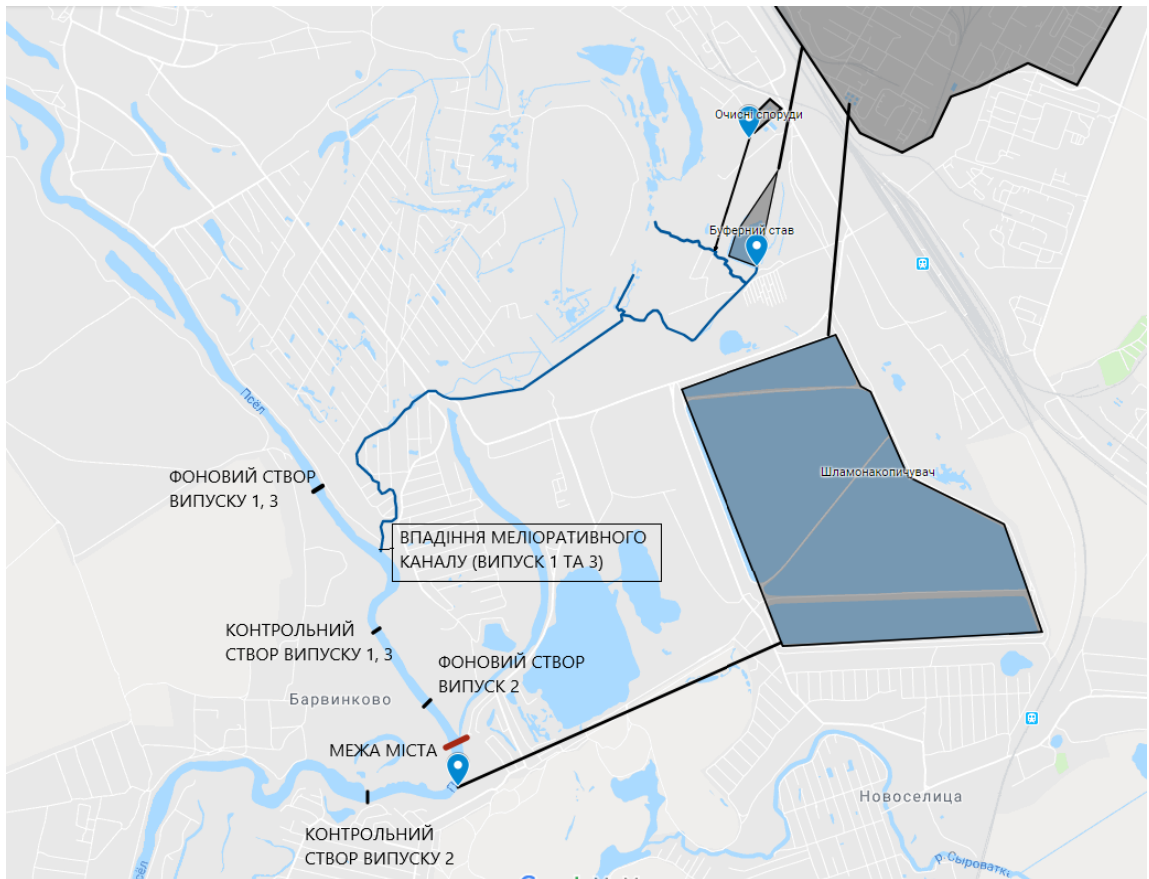 Очисні споруди
Буферний став
Псёл
Шламонакопичувач
ФОНОВИЙ СТВОР
ВИПУСКУ 1, 3
ВПАДІННЯ МЕЛІОРАТИВНОГО
КАНАЛУ (ВИПУСК 1 ТА 3)
КОНТРОЛЬНИЙ
СТВОР ВИПУСКУ 1, 3
ФОНОВИЙ СТВОР
ВИПУСК 2
Барвинково
МЕЖА МІСТА
Новоселица
КОНТРОЛЬНИЙ
СТВОР ВИПУСКУ 2
Псёл
р. Сыроватка